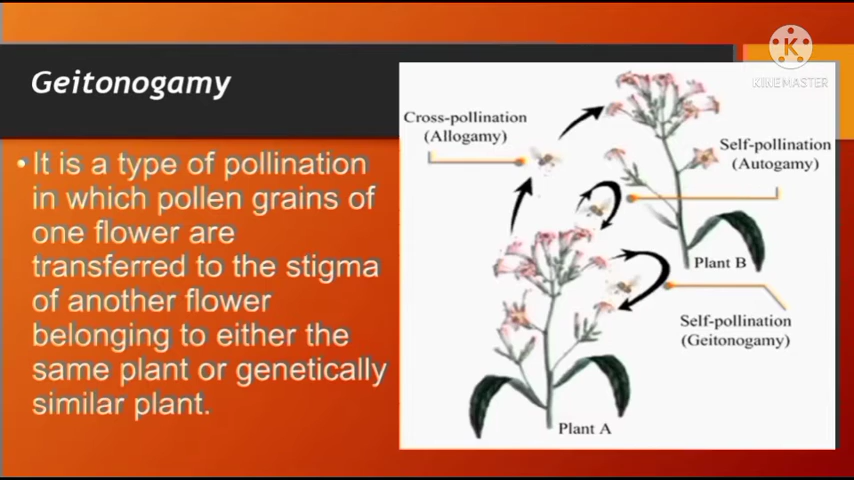 Geitonogamy
• It is a type of pollination
in which pollen grains of
one flower are
transferred to the stigma
of another flower
belonging to either the
same plant or genetically
similar plant.
Cross-pollination
(Allogamy)
Self-pollination
(Autogamy)
Plant B
Self-pollination
(Geitonogamy)
Plant A
K
KINEMASTER